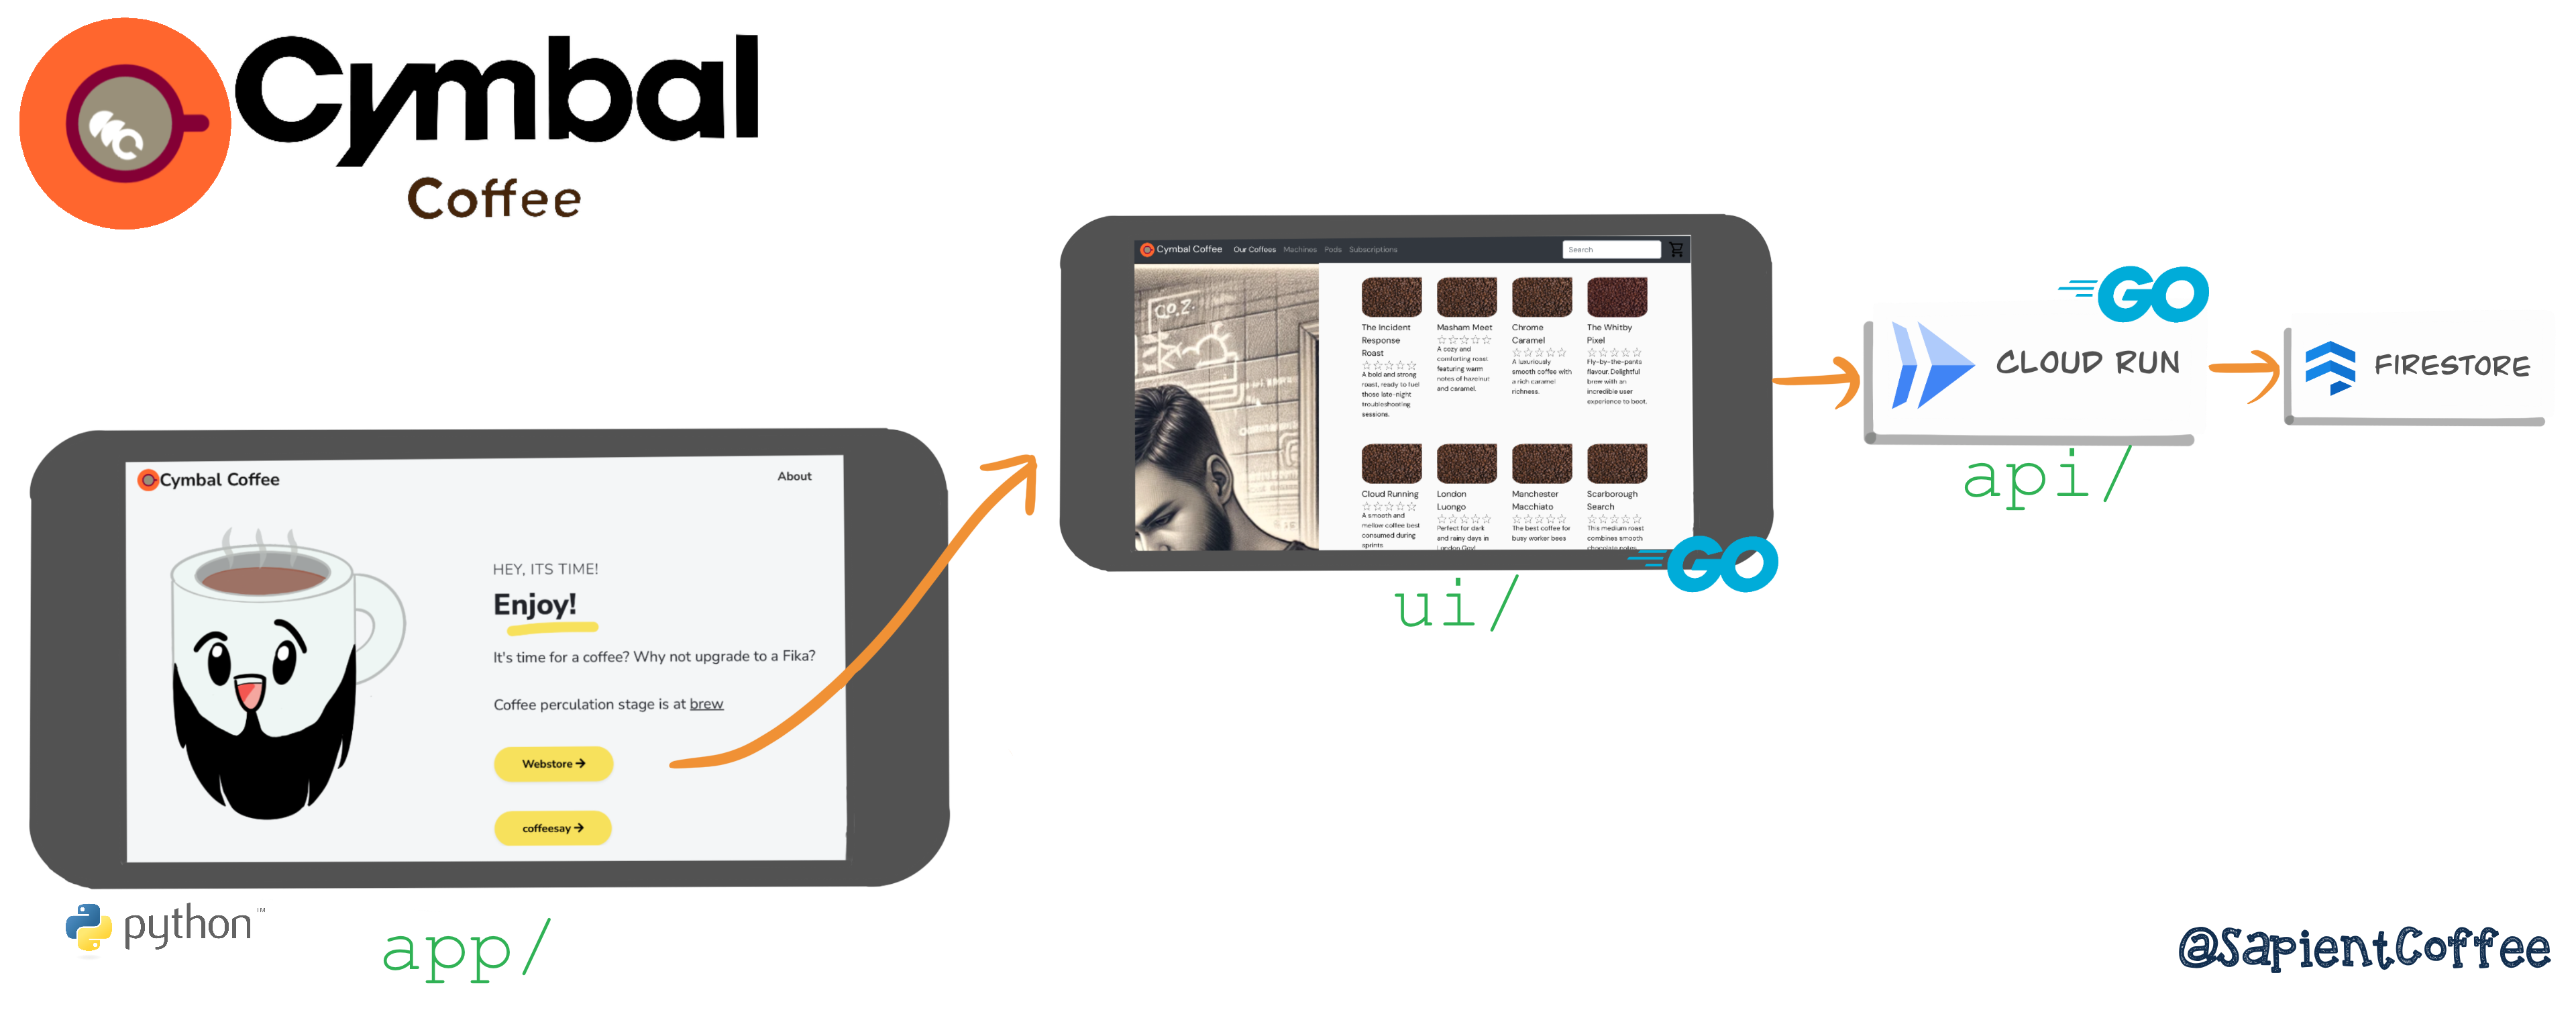 Cymbal
Coffee
Cymbal Coffee
About
HEY, ITS TIME!
Enjoy!
It's time for a coffee? Why not upgrade to a Fika?
Coffee perculation stage is at brew
Webstore →
coffeesay →
python™
app/
Cymbal Coffee Our Coffees Machines Pods Subscriptions Search
CO.Z.
The Incident
Response
Roast
A bold and strong
roast, ready to fuel
those late-night
troubleshooting
sessions.
Masham Meet
A cozy and
comforting roast
featuring warm
notes of hazelnut
and caramel.
Chrome
Caramel
A luxuriously
smooth coffee with
a rich caramel
richness.
The Whitby
Pixel
Fly-by-the-pants
flavour. Delightful
brew with an
incredible user
experience to boot.
Cloud Running
A smooth and
mellow coffee best
consumed during
sprints
London
Luongo
Perfect for dark
and rainy days in
London Guy!
Manchester
Macchiato
The best coffee for
busy worker bees
Scarborough
Search
This medium roast
combines smooth
chocolate notes
GO
ui/
GO
CLOUD RUN
api/
FIRESTORE
@SapientCoffee